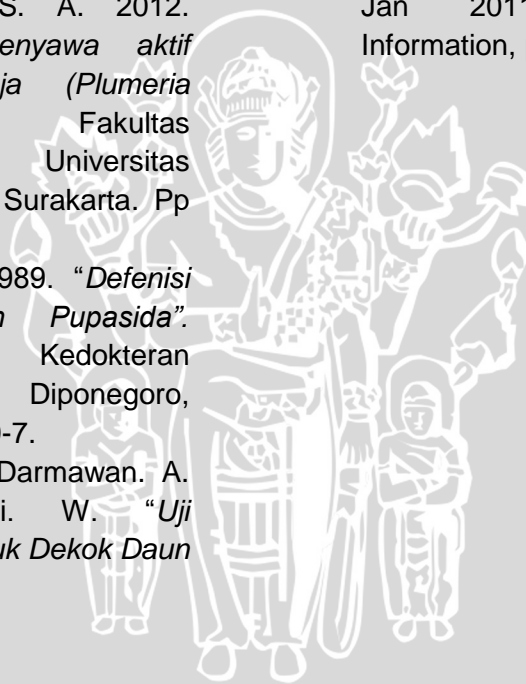 S. A. 2012.
enyawa aktif
ja (Plumeria
Fakultas
Universitas
Surakarta. Pp
989. “Defenisi
Pupasida”.
Kedokteran
Diponegoro,
-7.
Darmawan. A.
i. W. “Uji
uk Dekok Daun
Jan 2011
Information,